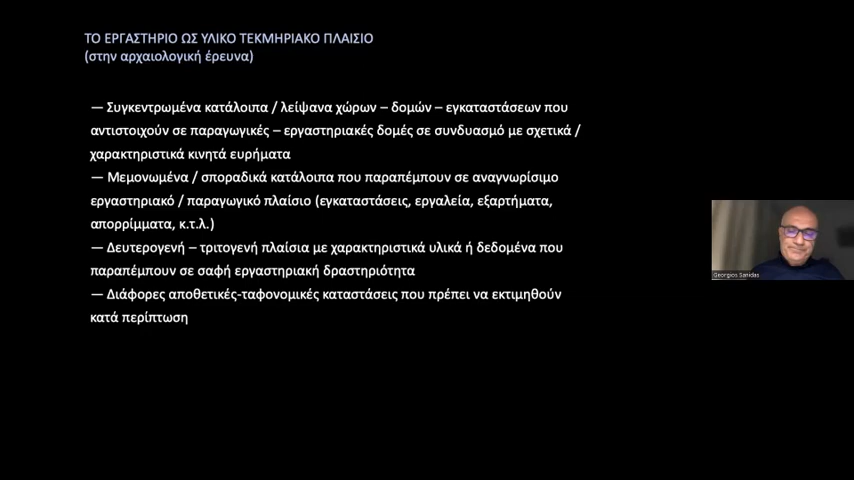 ΤΟ ΕΡΓΑΣΤΗΡΙΟ ΩΣ ΥΛΙΚΟ ΤΕΚΜΗΡΙΑΚΟ ΠΛΑΙΣΙΟ
(στην αρχαιολογική έρευνα)
— Συγκεντρωμένα κατάλοιπα / λείψανα χώρων – δομών – εγκαταστάσεων που
αντιστοιχούν σε παραγωγικές – εργαστηριακές δομές σε συνδυασμό με σχετικά /
χαρακτηριστικά κινητά ευρήματα
— Μεμονωμένα / σποραδικά κατάλοιπα που παραπέμπουν σε αναγνωρίσιμο
εργαστηριακό / παραγωγικό πλαίσιο (εγκαταστάσεις, εργαλεία, εξαρτήματα,
απορρίμματα, κ.τ.λ.)
— Δευτερογενή – τριτογενή πλαίσια με χαρακτηριστικά υλικά ή δεδομένα που
παραπέμπουν σε σαφή εργαστηριακή δραστηριότητα
— Διάφορες αποθετικές-ταφονομικές καταστάσεις που πρέπει να εκτιμηθούν
κατά περίπτωση
Georgios Sanidas